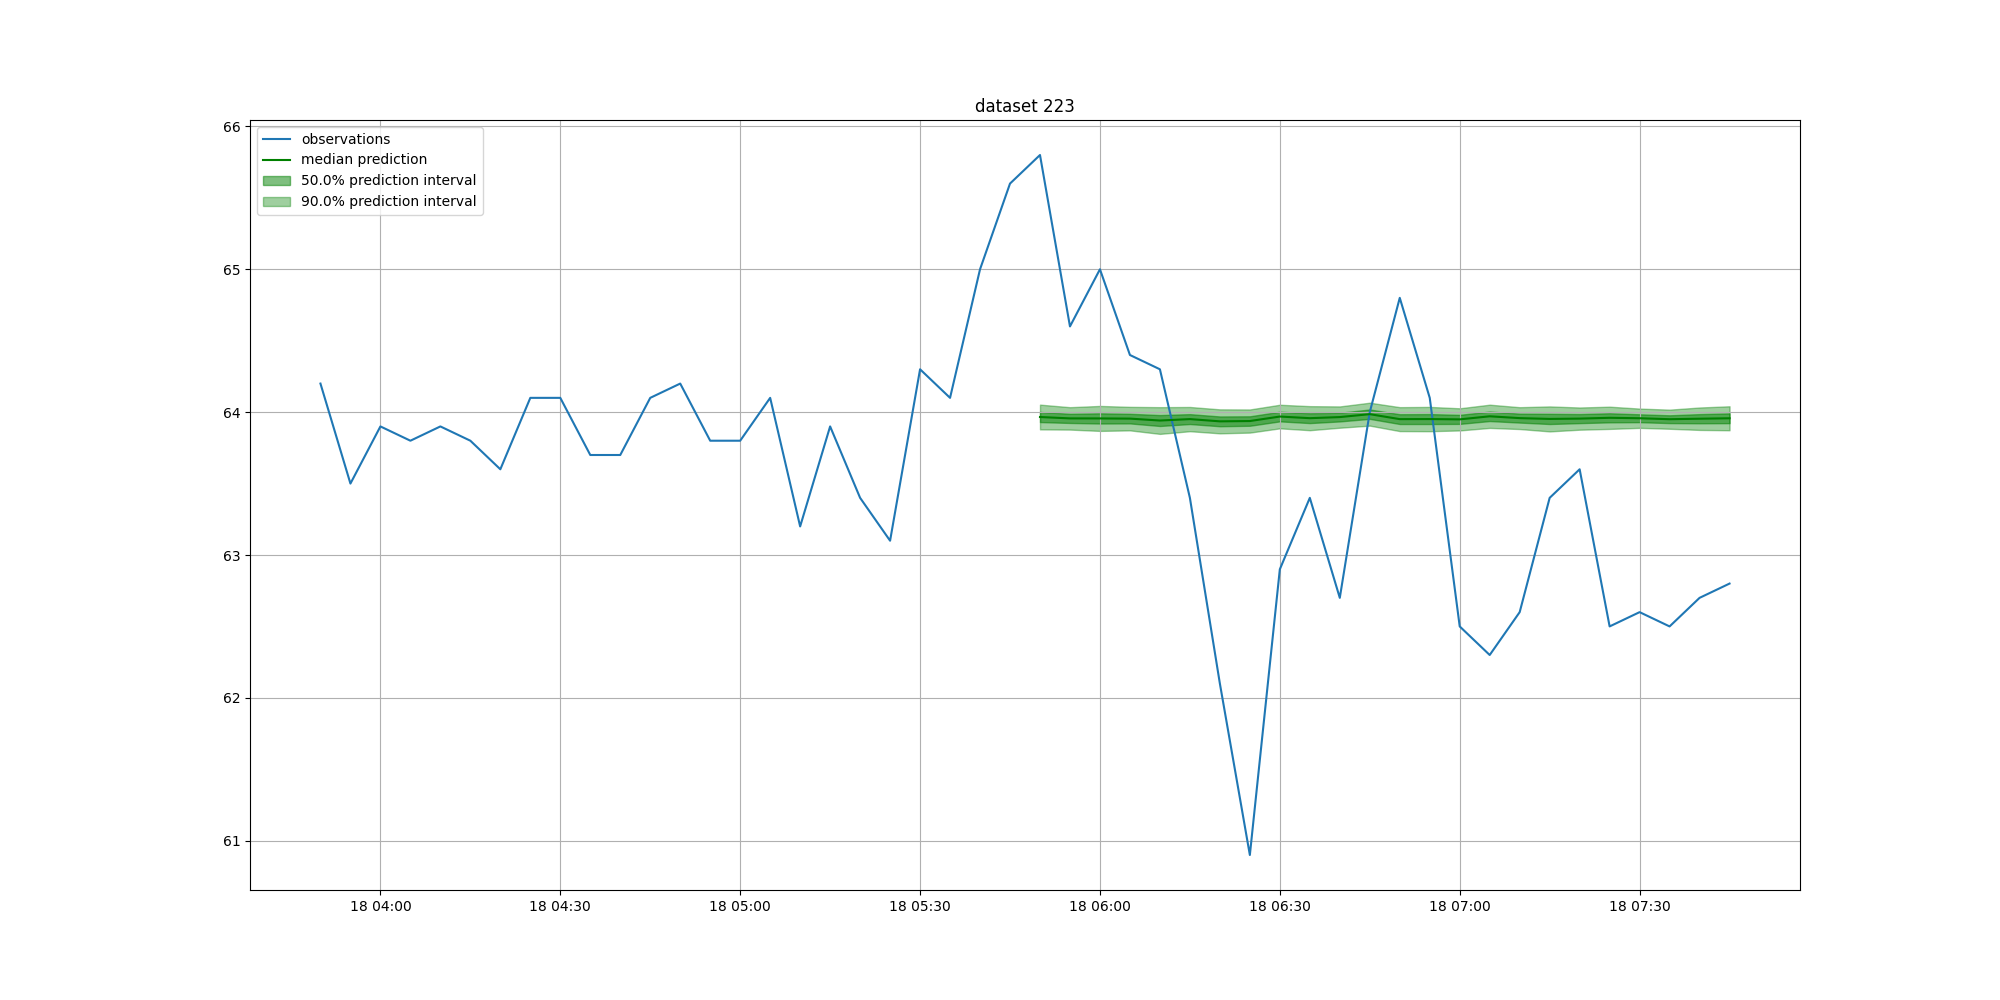 dataset 223
observations
median prediction
50.0% prediction interval
90.0% prediction interval
66
65
64
63
62
61
18 04:00
18 04:30
18 05:00
18 05:30
18 06:00
18 06:30
18 07:00
18 07:30